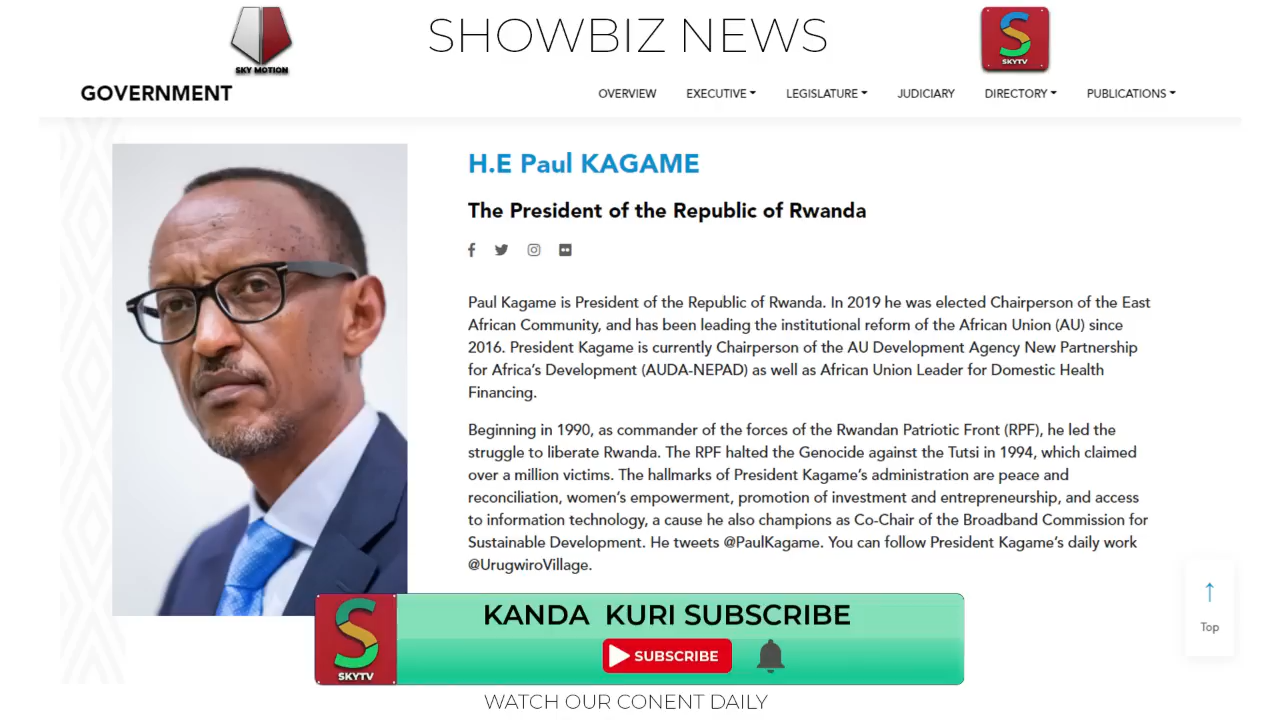 SHOWBIZ NEWS
SKY MOTION
SKYTV
GOVERNMENT
OVERVIEW EXECUTIVE LEGISLATURE JUDICIARY DIRECTORY PUBLICATIONS
H.E Paul KAGAME
The President of the Republic of Rwanda
Paul Kagame is President of the Republic of Rwanda. In 2019 he was elected Chairperson of the East
African Community, and has been leading the institutional reform of the African Union (AU) since
2016. President Kagame is currently Chairperson of the AU Development Agency New Partnership
for Africa's Development (AUDA-NEPAD) as well as African Union Leader for Domestic Health
Financing.
Beginning in 1990, as commander of the forces of the Rwandan Patriotic Front (RPF), he led the
struggle to liberate Rwanda. The RPF halted the Genocide against the Tutsi in 1994, which claimed
over a million victims. The hallmarks of President Kagame's administration are peace and
reconciliation, women's empowerment, promotion of investment and entrepreneurship, and access
to information technology, a cause he also champions as Co-Chair of the Broadband Commission for
Sustainable Development. He tweets @PaulKagame. You can follow President Kagame's daily work
@UrugwiroVillage.
Top
KANDA KURI SUBSCRIBE
SUBSCRIBE
SKYTV
WATCH OUR CONENT DAILY